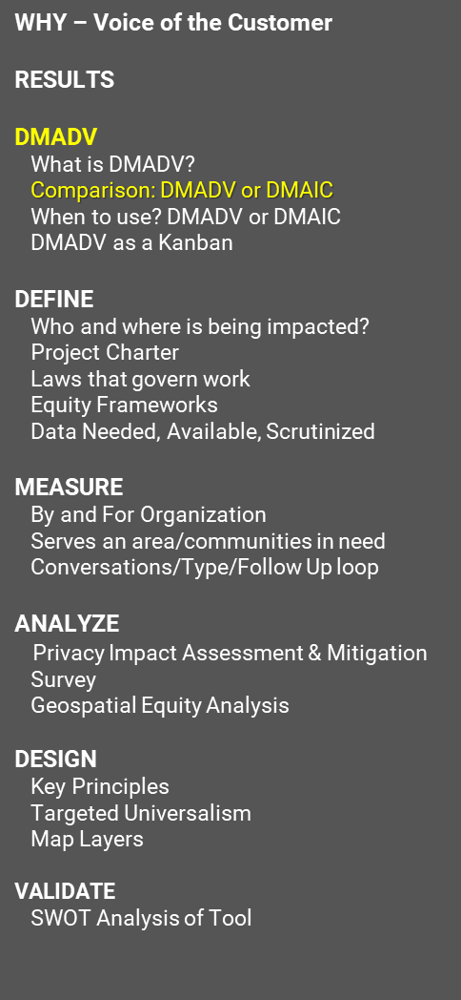 WHY – Voice of the Customer
RESULTS
DMADV
What is DMADV?
Comparison: DMADV or DMAIC
When to use? DMADV or DMAIC
DMADV as a Kanban
DEFINE
Who and where is being impacted?
Project Charter
Laws that govern work
Equity Frameworks
Data Needed, Available, Scrutinized
MEASURE
By and For Organization
Serves an area/communities in need
Conversations/Type/Follow Up loop
ANALYZE
Privacy Impact Assessment & Mitigation
Survey
Geospatial Equity Analysis
DESIGN
Key Principles
Targeted Universalism
Map Layers
VALIDATE
SWOT Analysis of Tool